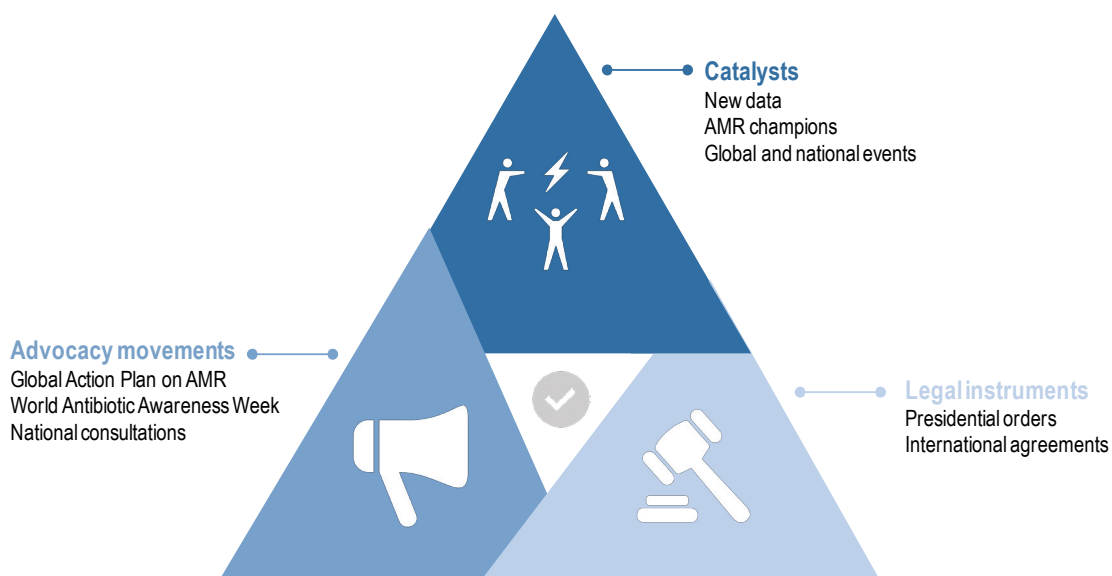 Catalysts
New data
AMR champions
Global and national events
Advocacy movements
Global Action Plan on AMR
World Antibiotic Awareness Week
National consultations
Legal instruments
Presidential orders
International agreements